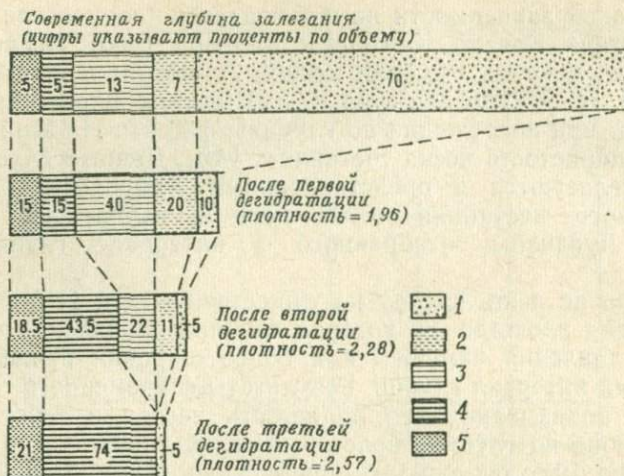 Современная глубина залегания
(цифры указывают проценты по объему)
5 5 13 7 70
15 15 40 20 10
После первой
дегидратации
(плотность=1,96)
18.5 43.5 22 11 5
После второй
дегидратации
(плотность=2,28)
21 74 5
После третьей
дегидратации
(плотность=2,57)
1
2
3
4
5